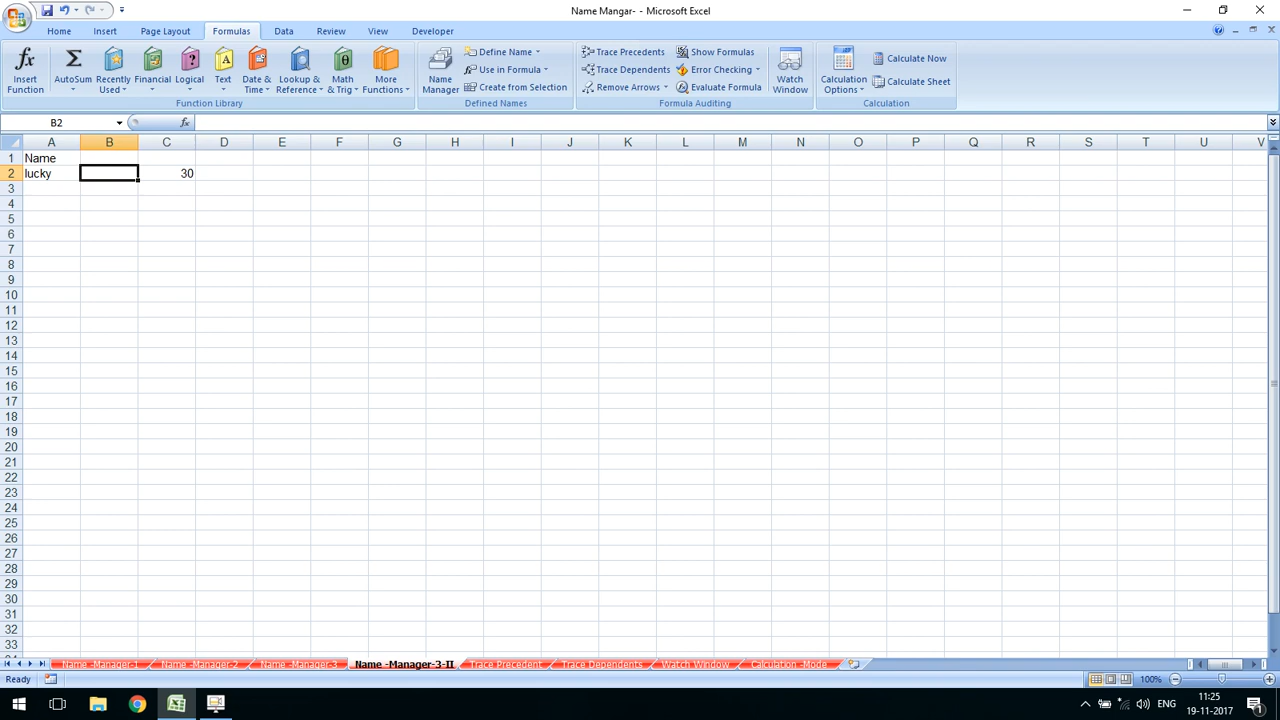 Name Mangar- - Microsoft Excel
Home Insert Page Layout Formulas Data Review View Developer
fx Σ θ
Insert Function
AutoSum
Recently Used
Financial
Logical
Text
Date & Time
Lookup & Reference
Math & Trig
More Functions
Function Library
Name Manager
Define Name
Use in Formula
Create from Selection
Defined Names
Trace Precedents
Trace Dependents
Remove Arrows
Show Formulas
Error Checking
Evaluate Formula
Watch Window
Formula Auditing
Calculation Options
Calculate Now
Calculate Sheet
Calculation
B2 fx
A B C D E F G H I J K L M N O P Q R S T U V
1 Name
2 lucky 30
3
4
5
6
7
8
9
10
11
12
13
14
15
16
17
18
19
20
21
22
23
24
25
26
27
28
29
30
31
32
33
Name -Manager-1 Name -Manager-2 Name -Manager-3 Name -Manager-3-II Trace Precedent Trace Dependents Watch Window Calculation -Mode
Ready 100%
ENG 11:25
19-11-2017